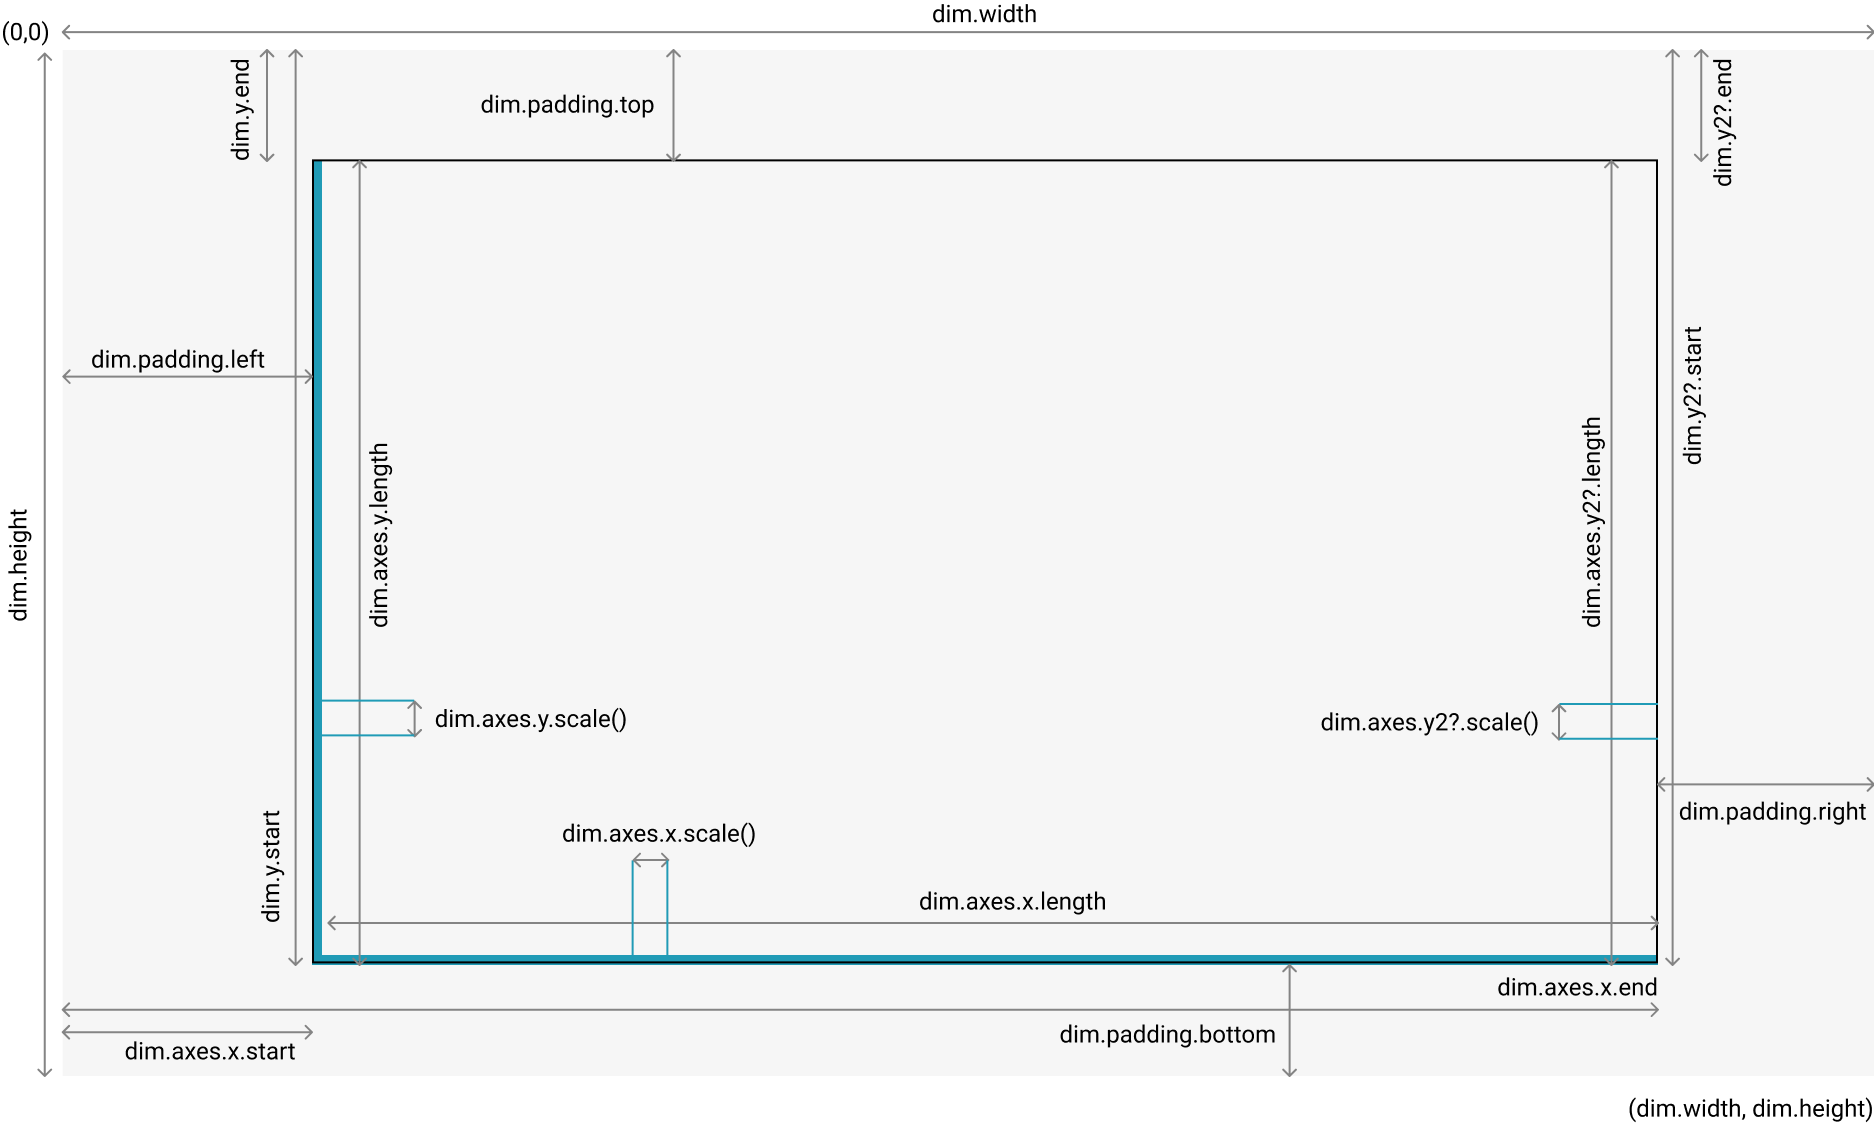 dim.width
(0,0)
dim.y.end
dim.padding.top
dim.y2?.end
dim.padding.left
dim.y2?.start
dim.axes.y.length
dim.axes.y2?.length
dim.height
dim.axes.y.scale()
dim.axes.y2?.scale()
dim.padding.right
dim.y.start
dim.axes.x.scale()
dim.axes.x.length
dim.axes.x.end
dim.padding.bottom
dim.axes.x.start
(dim.width, dim.height)